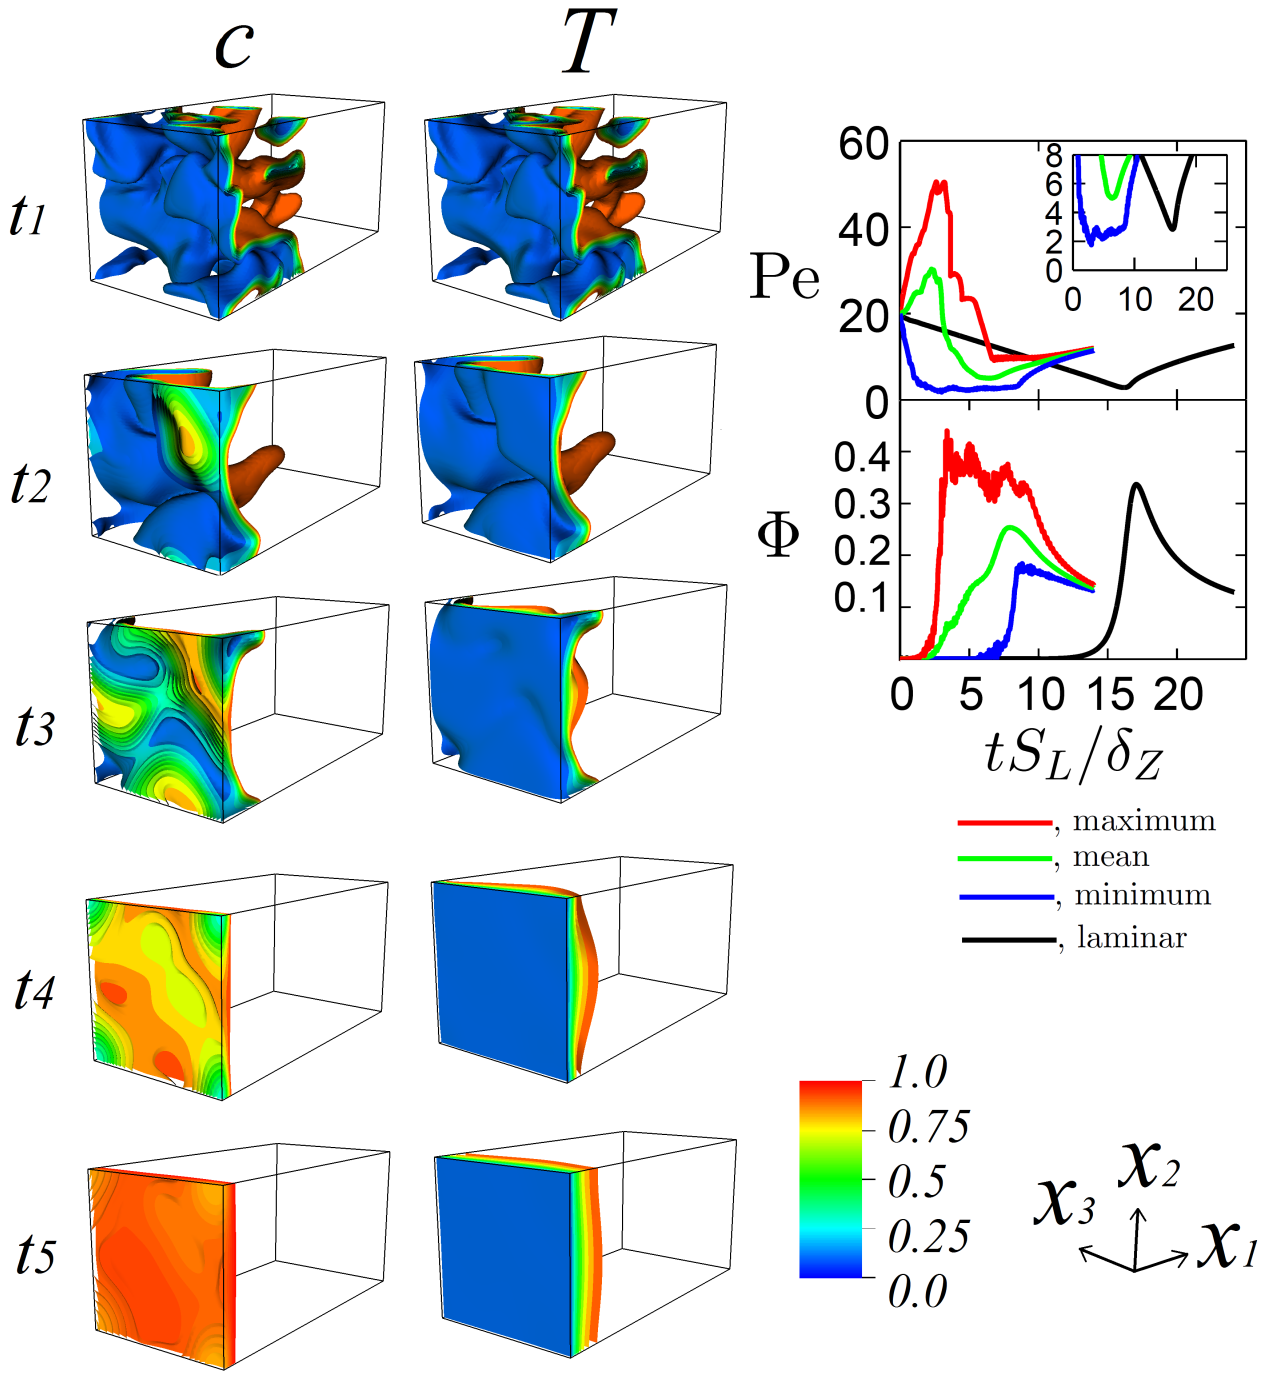 c
T
t1
t2
t3
t4
t5
Pe
60
40
20
0
8
6
4
2
0
0 10 20
Φ
0.4
0.3
0.2
0.1
0 5 10 15 20
tS_L/δ_Z
, maximum
, mean
, minimum
, laminar
1.0
0.75
0.5
0.25
0.0
x3
x2
x1